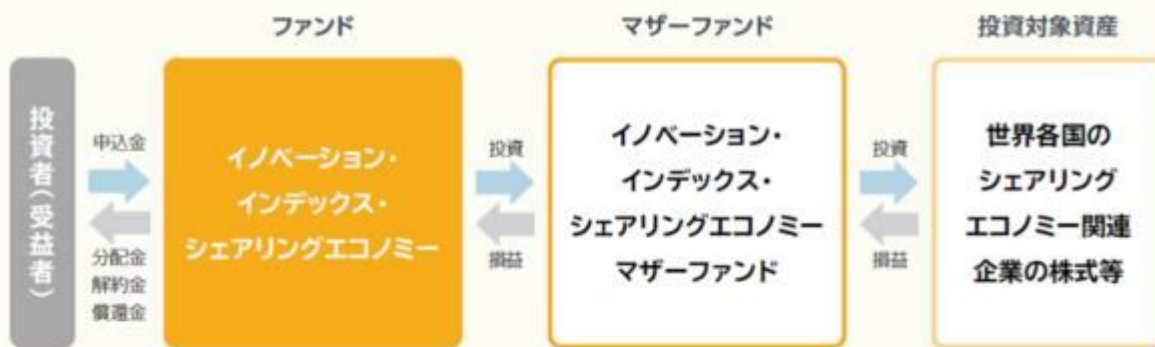 ファンド
マザーファンド
投資対象資産
投資者(受益者)
申込金
分配金
解約金
償還金
イノベーション・
インデックス・
シェアリングエコノミー
投資
損益
イノベーション・
インデックス・
シェアリングエコノミー
マザーファンド
投資
損益
世界各国の
シェアリング
エコノミー関連
企業の株式等